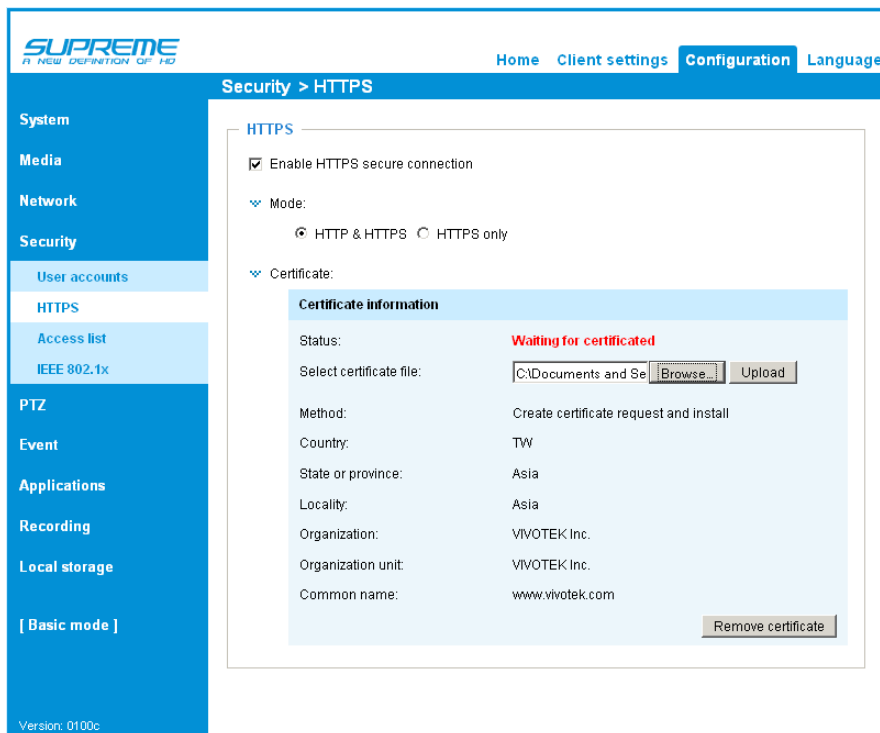 SUPREME
A NEW DEFINITION OF HD
Home Client settings Configuration Language
Security > HTTPS
System
Media
Network
Security
User accounts
HTTPS
Access list
IEEE 802.1x
PTZ
Event
Applications
Recording
Local storage
[ Basic mode ]
Version: 0100c
HTTPS
Enable HTTPS secure connection
Mode:
HTTP & HTTPS HTTPS only
Certificate:
Certificate information
Status: Waiting for certificated
Select certificate file: C:\Documents and Se Browse... Upload
Method: Create certificate request and install
Country: TW
State or province: Asia
Locality: Asia
Organization: VIVOTEK Inc.
Organization unit: VIVOTEK Inc.
Common name: www.vivotek.com
Remove certificate